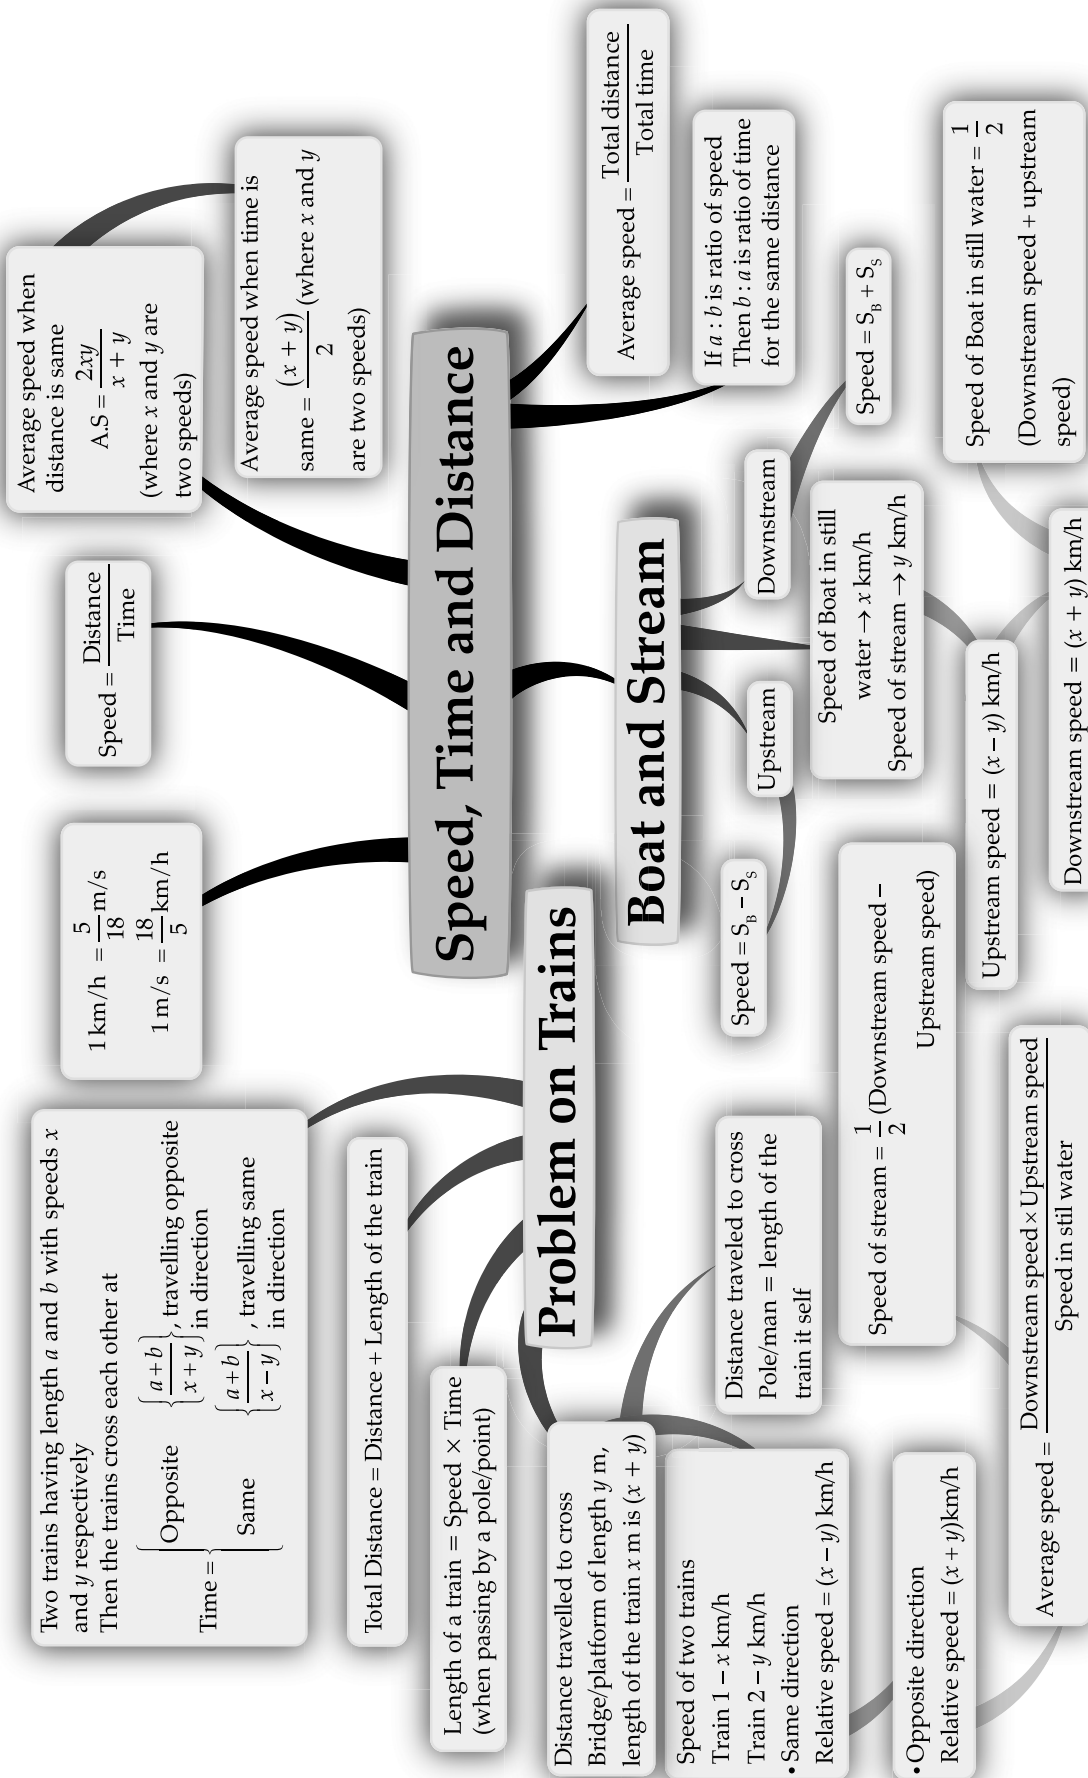 Speed, Time and Distance
Average speed when
distance is same
A.S = 2xy / x + y
(where x and y are
two speeds)
Average speed when time is
same = (x + y) / 2 (where x and y
are two speeds)
Speed = Distance / Time
1 km/h = 5/18 m/s
1 m/s = 18/5 km/h
Average speed = Total distance / Total time
If a : b is ratio of speed
Then b : a is ratio of time
for the same distance
Problem on Trains
Two trains having length a and b with speeds x
and y respectively
Then the trains cross each other at
Time = { Opposite {a + b / x + y}, travelling opposite
in direction
Same {a + b / x − y}, travelling same
in direction
Total Distance = Distance + Length of the train
Length of a train = Speed × Time
(when passing by a pole/point)
Distance travelled to cross
Bridge/platform of length y m,
length of the train x m is (x + y)
Distance traveled to cross
Pole/man = length of the
train it self
Speed of two trains
Train 1 − x km/h
Train 2 − y km/h
• Same direction
Relative speed = (x − y) km/h
• Opposite direction
Relative speed = (x + y)km/h
Boat and Stream
Downstream
Speed = S_B + S_S
Upstream
Speed = S_B − S_S
Speed of Boat in still
water → x km/h
Speed of stream → y km/h
Upstream speed = (x − y) km/h
Downstream speed = (x + y) km/h
Speed of Boat in still water = 1/2
(Downstream speed + upstream
speed)
Speed of stream = 1/2 (Downstream speed −
Upstream speed)
Average speed = Downstream speed × Upstream speed / Speed in still water